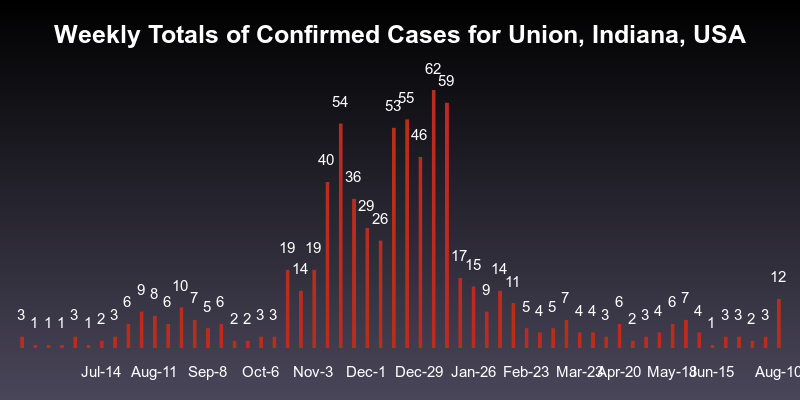 Weekly Totals of Confirmed Cases for Union, Indiana, USA
3 1 1 1 3 1 2 3 6 9 8 6 10 7 5 6 2 2 3 3 19 14 19 40 54 36 29 26 53 55 46 62 59 17 15 9 14 11 5 4 5 7 4 4 3 6 2 3 4 6 7 4 1 3 3 2 3 12
Jul-14 Aug-11 Sep-8 Oct-6 Nov-3 Dec-1 Dec-29 Jan-26 Feb-23 Mar-23 Apr-20 May-18 Jun-15 Aug-10